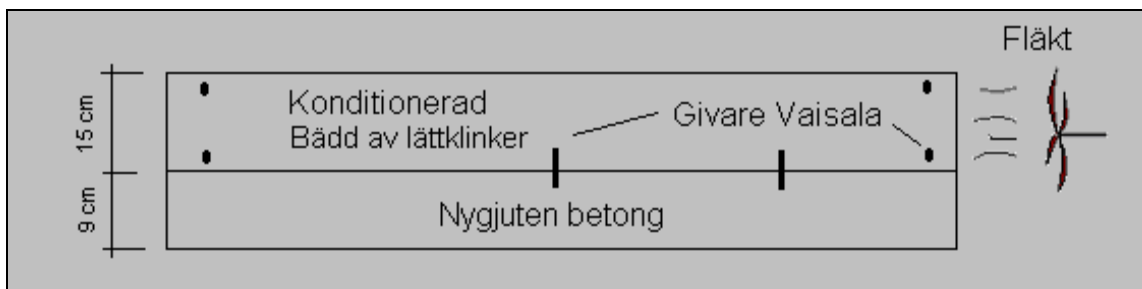 Fläkt
15 cm
Konditionerad
Bädd av lättklinker
Givare Vaisala
9 cm
Nygjuten betong